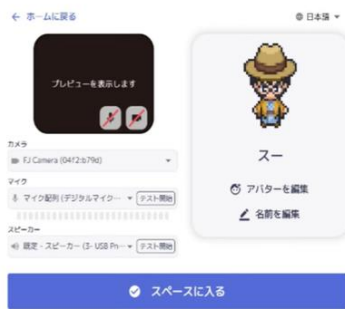 ← ホームに戻る
日本語
プレビューを表示します
カメラ
FJ Camera (04f2:b79d)
マイク
マイク配列 (デジタルマイク… テスト開始
スピーカー
既定 - スピーカー (3- USB Pn… テスト開始
スー
アバターを編集
名前を編集
スペースに入る